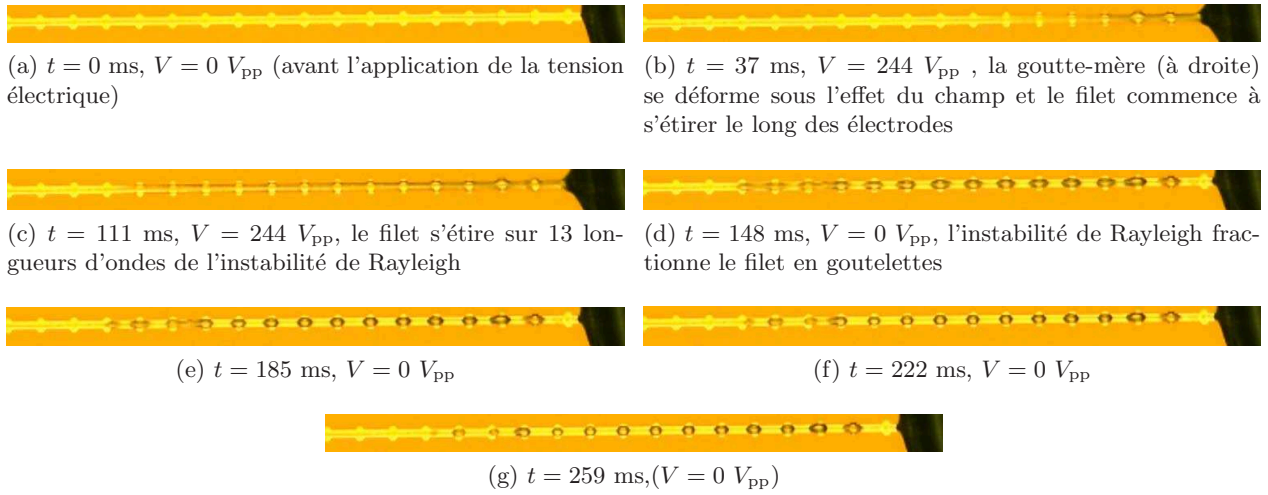 (a) t = 0 ms, V = 0 Vpp (avant l'application de la tension
électrique)
(b) t = 37 ms, V = 244 Vpp , la goutte-mère (à droite)
se déforme sous l'effet du champ et le filet commence à
s'étirer le long des électrodes
(c) t = 111 ms, V = 244 Vpp, le filet s'étire sur 13 lon-
gueurs d'ondes de l'instabilité de Rayleigh
(d) t = 148 ms, V = 0 Vpp, l'instabilité de Rayleigh frac-
tionne le filet en goutelettes
(e) t = 185 ms, V = 0 Vpp
(f) t = 222 ms, V = 0 Vpp
(g) t = 259 ms,(V = 0 Vpp)